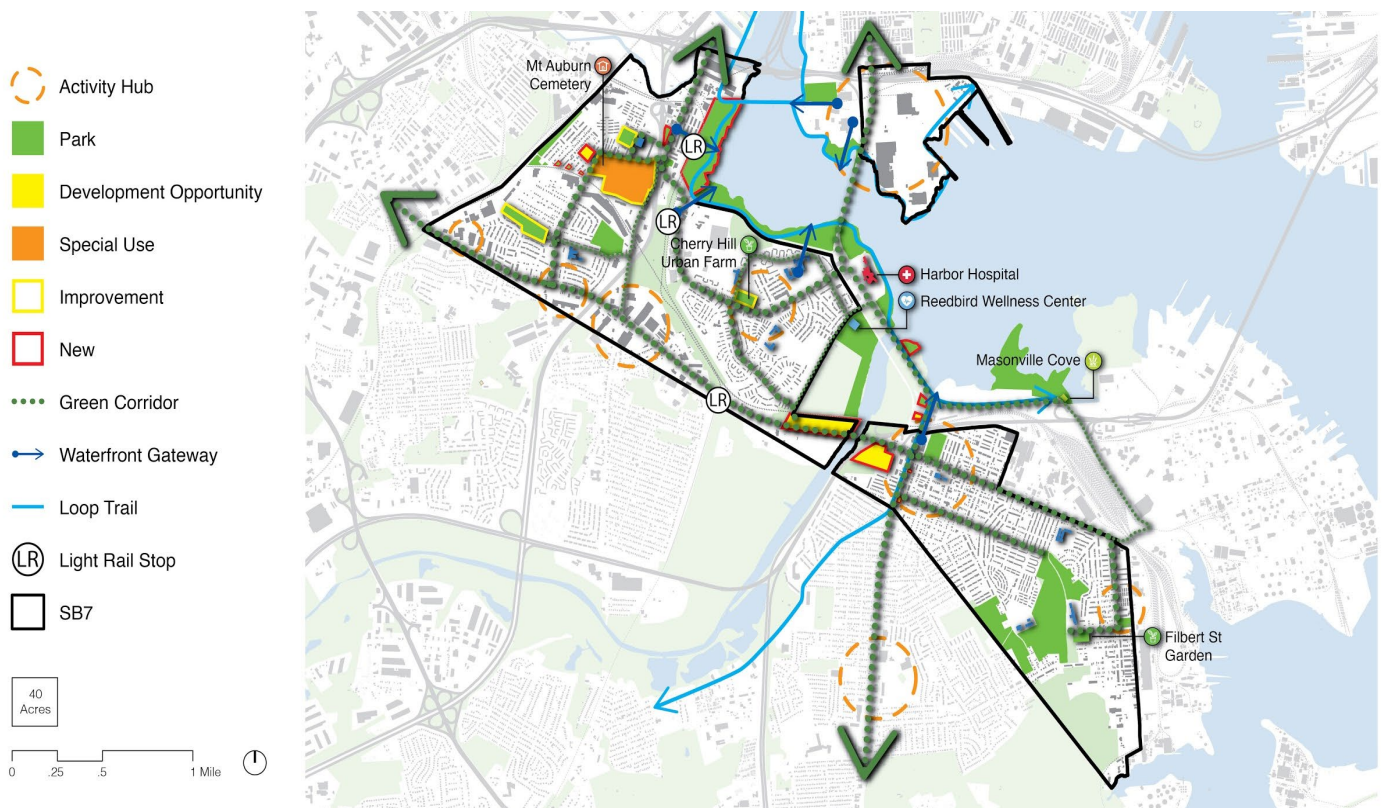 Activity Hub
Park
Development Opportunity
Special Use
Improvement
New
Green Corridor
Waterfront Gateway
Loop Trail
LR
Light Rail Stop
SB7
40
Acres
0
.25
.5
1 Mile
Mt Auburn
Cemetery
LR
LR
Cherry Hill
Urban Farm
Harbor Hospital
Reedbird Wellness Center
Masonville Cove
LR
Filbert St
Garden